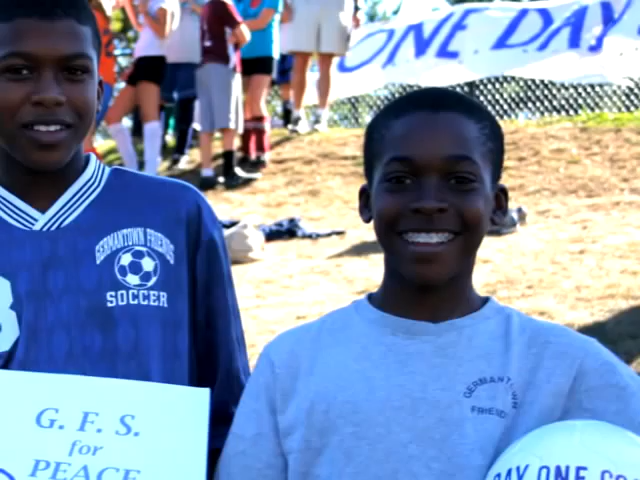 ONE DAY
GERMANTOWN FRIENDS
SOCCER
GERMANTOWN
FRIENDS
G. F. S.
for
PEACE
DAY ONE